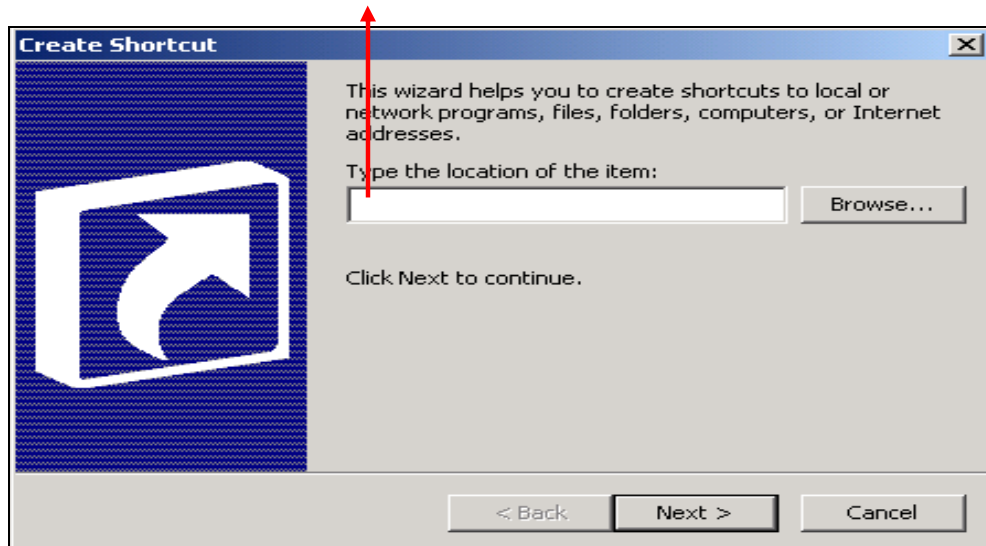 Create Shortcut
This wizard helps you to create shortcuts to local or
network programs, files, folders, computers, or Internet
addresses.
Type the location of the item:
Browse...
Click Next to continue.
< Back
Next >
Cancel